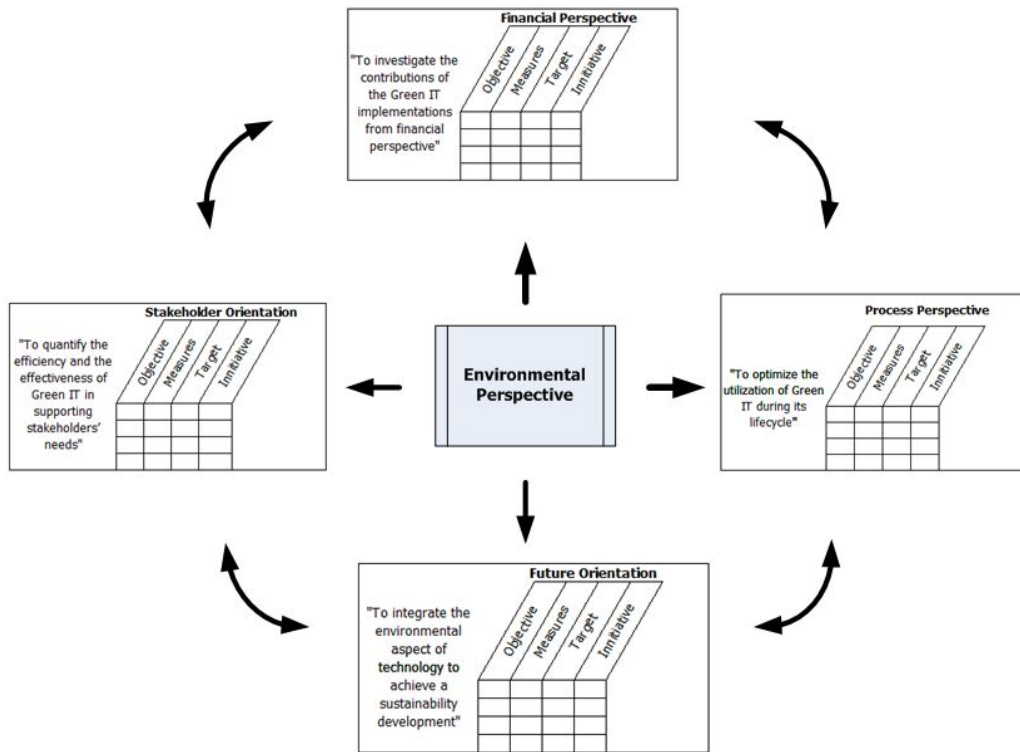 Financial Perspective
"To investigate the
contributions of
the Green IT
implementations
from financial
perspective"
Objective
Measures
Target
Innitiative
Stakeholder Orientation
"To quantify the
efficiency and the
effectiveness of
Green IT in
supporting
stakeholders'
needs"
Objective
Measures
Target
Innitiative
Environmental
Perspective
Process Perspective
"To optimize the
utilization of Green
IT during its
lifecycle"
Objective
Measures
Target
Innitiative
Future Orientation
"To integrate the
environmental
aspect of
technology to
achieve a
sustainability
development"
Objective
Measures
Target
Innitiative